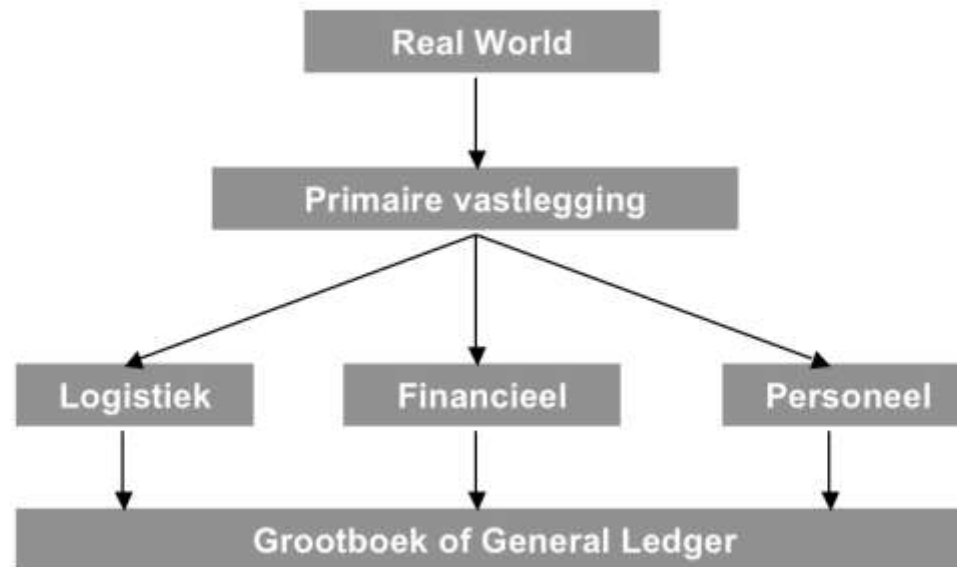 Real World
Primaire vastlegging
Logistiek
Financieel
Personeel
Grootboek of General Ledger